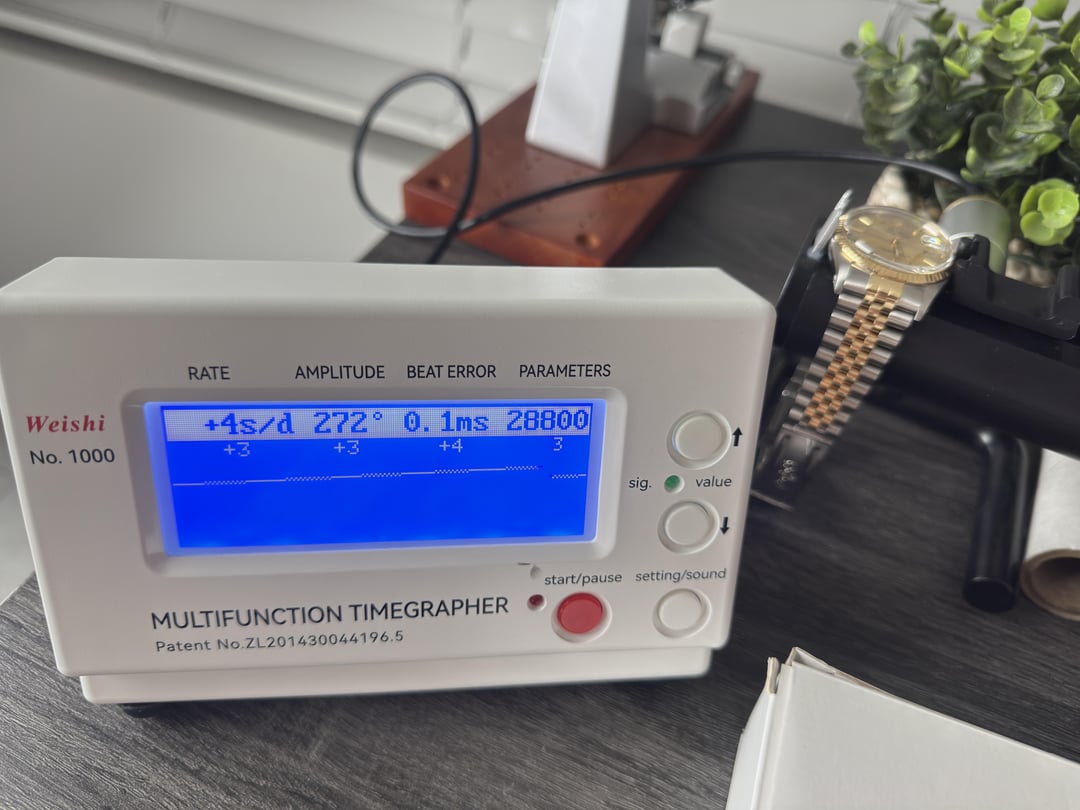 RATE AMPLITUDE BEAT ERROR PARAMETERS
Weishi
No. 1000
+4s/d 272° 0.1ms 28800
+3 +3 +4 3
sig. value
start/pause setting/sound
MULTIFUNCTION TIMEGRAPHER
Patent No.ZL201430044196.5